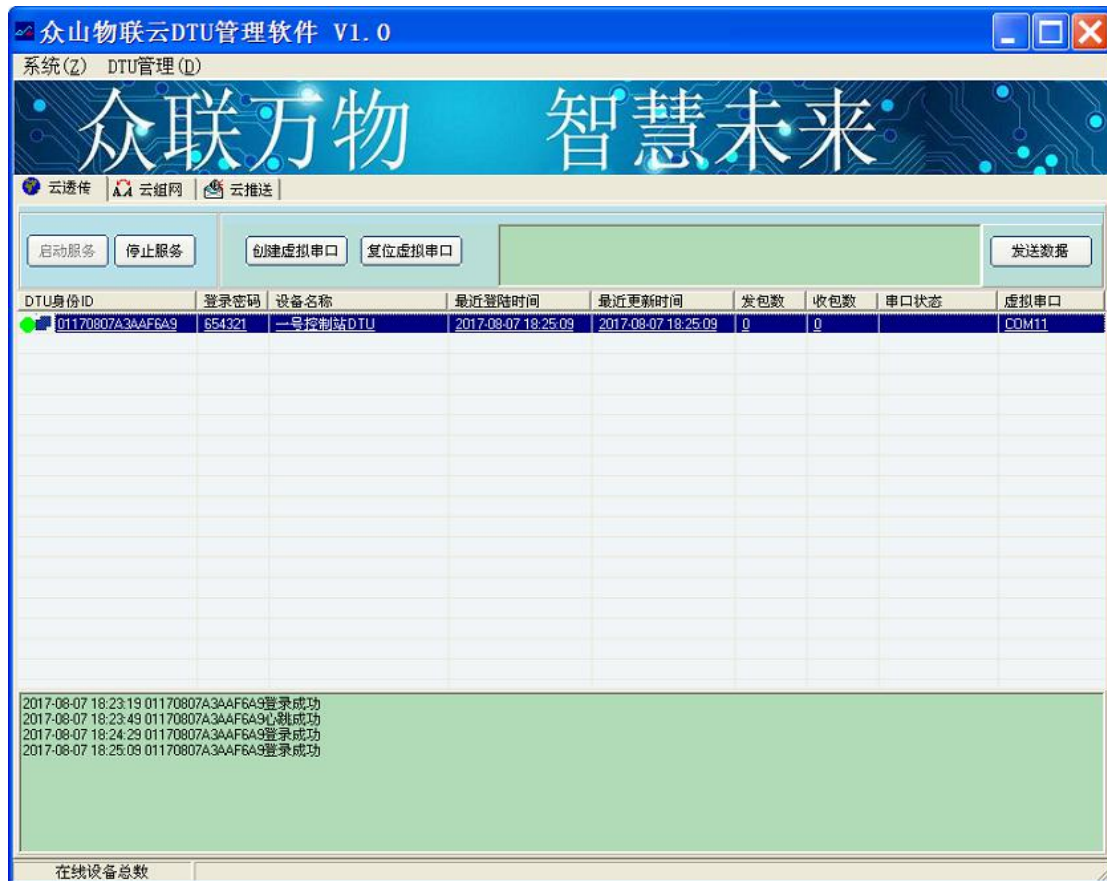 众山物联云DTU管理软件 V1.0
系统(Z) DTU管理(D)
众联万物 智慧未来
云透传 云组网 云推送
启动服务 停止服务 创建虚拟串口 复位虚拟串口 发送数据
DTU身份ID 登录密码 设备名称 最近登陆时间 最近更新时间 发包数 收包数 串口状态 虚拟串口
01170807A3AAF6A9 654321 一号控制站DTU 2017-08-07 18:25:09 2017-08-07 18:25:09 0 0 COM11
2017-08-07 18:23:19 01170807A3AAF6A9登录成功
2017-08-07 18:23:49 01170807A3AAF6A9心跳成功
2017-08-07 18:24:29 01170807A3AAF6A9登录成功
2017-08-07 18:25:09 01170807A3AAF6A9登录成功
在线设备总数